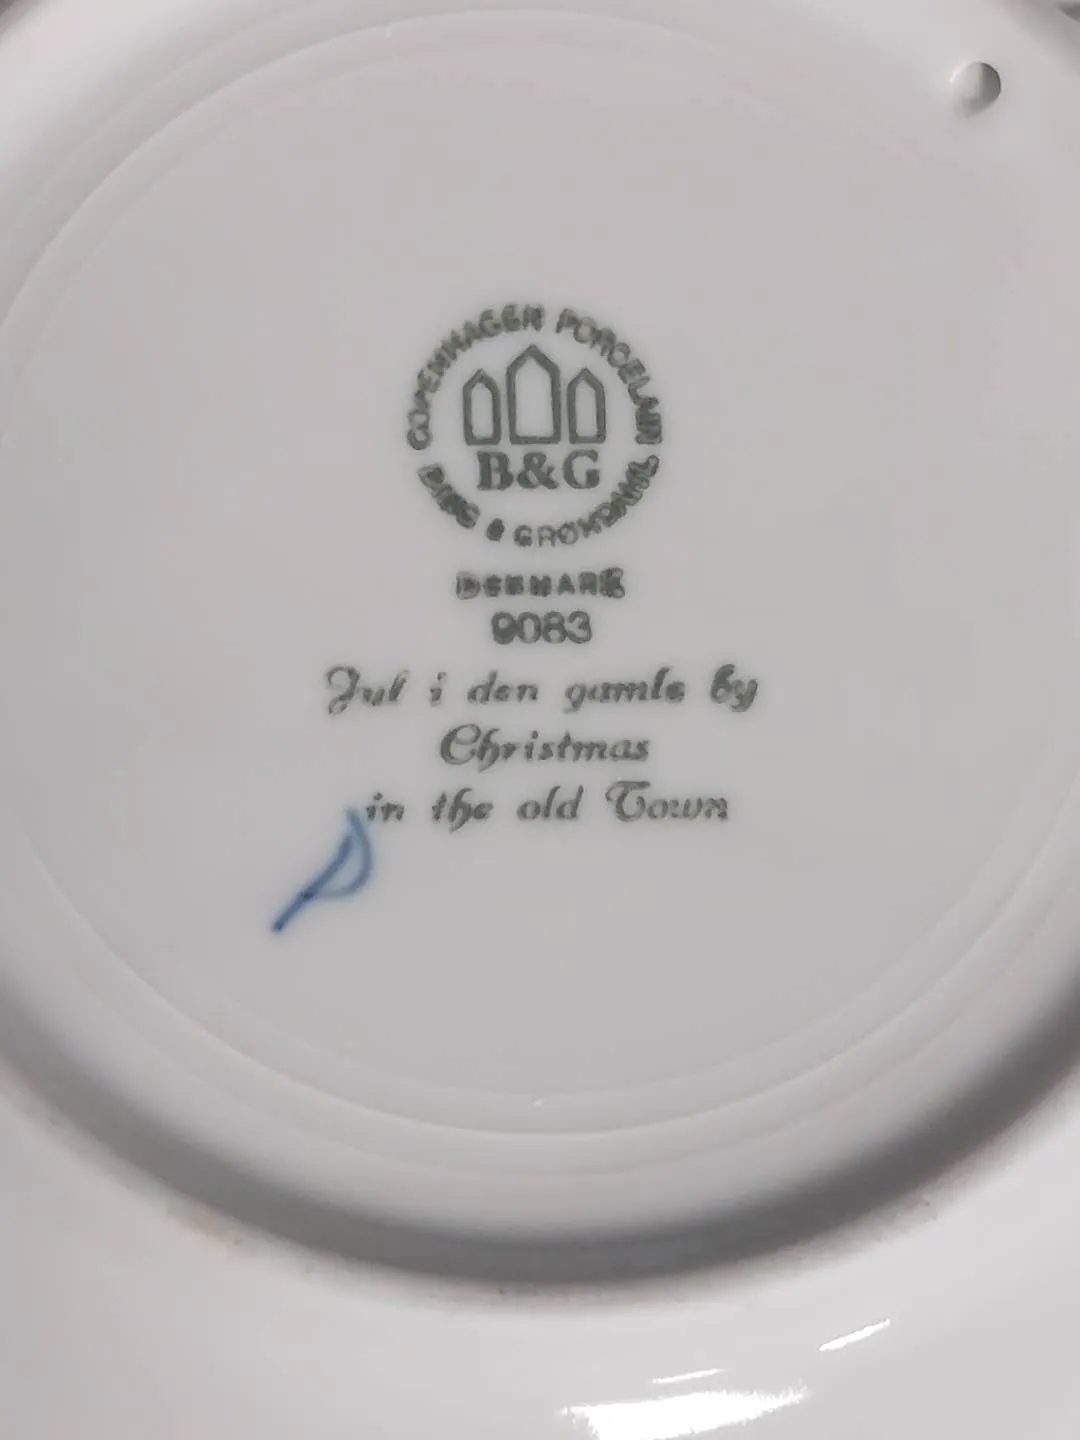 COPENHAGEN PORCELAIN
B&G
BING & GRØNDAHL
DENMARK
9083
Jul i den gamle by
Christmas
in the old Town